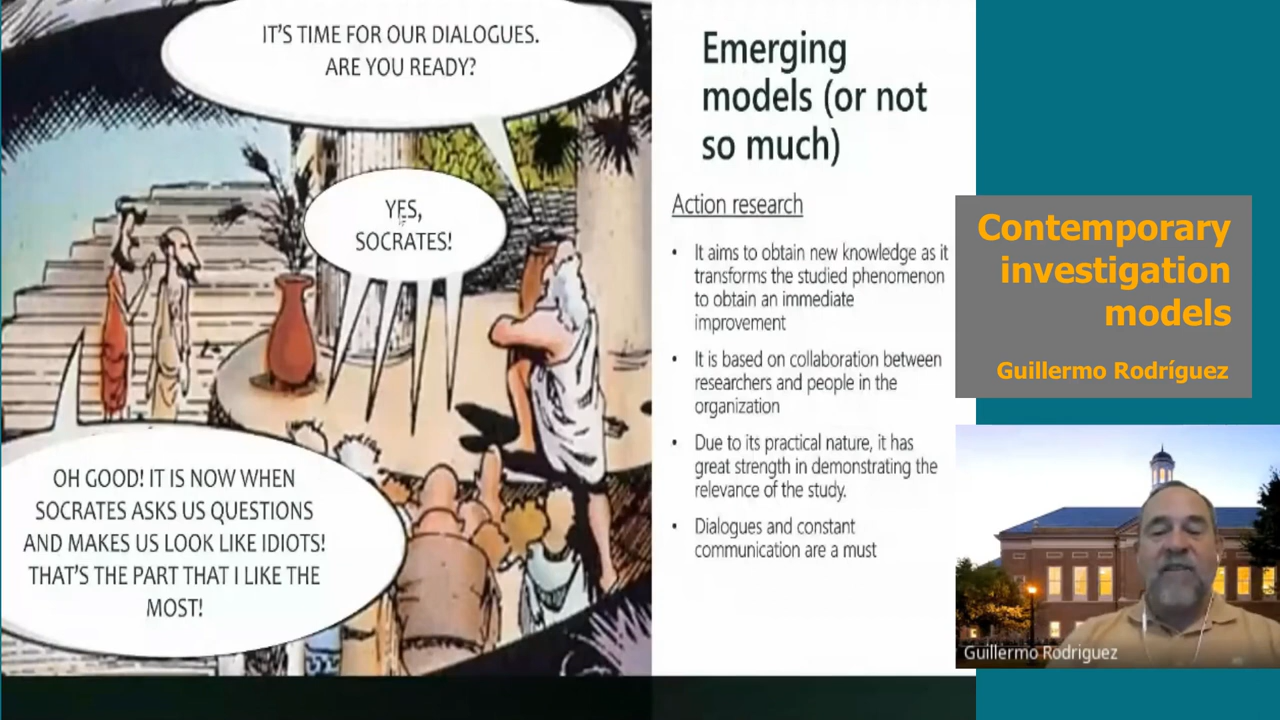 IT'S TIME FOR OUR DIALOGUES.
ARE YOU READY?
YES,
SOCRATES!
OH GOOD! IT IS NOW WHEN
SOCRATES ASKS US QUESTIONS
AND MAKES US LOOK LIKE IDIOTS!
THAT'S THE PART THAT I LIKE THE
MOST!
Emerging
models (or not
so much)
Action research
• It aims to obtain new knowledge as it
transforms the studied phenomenon
to obtain an immediate
improvement
• It is based on collaboration between
researchers and people in the
organization
• Due to its practical nature, it has
great strength in demonstrating the
relevance of the study.
• Dialogues and constant
communication are a must
Contemporary
investigation
models
Guillermo Rodríguez
Guillermo Rodriguez